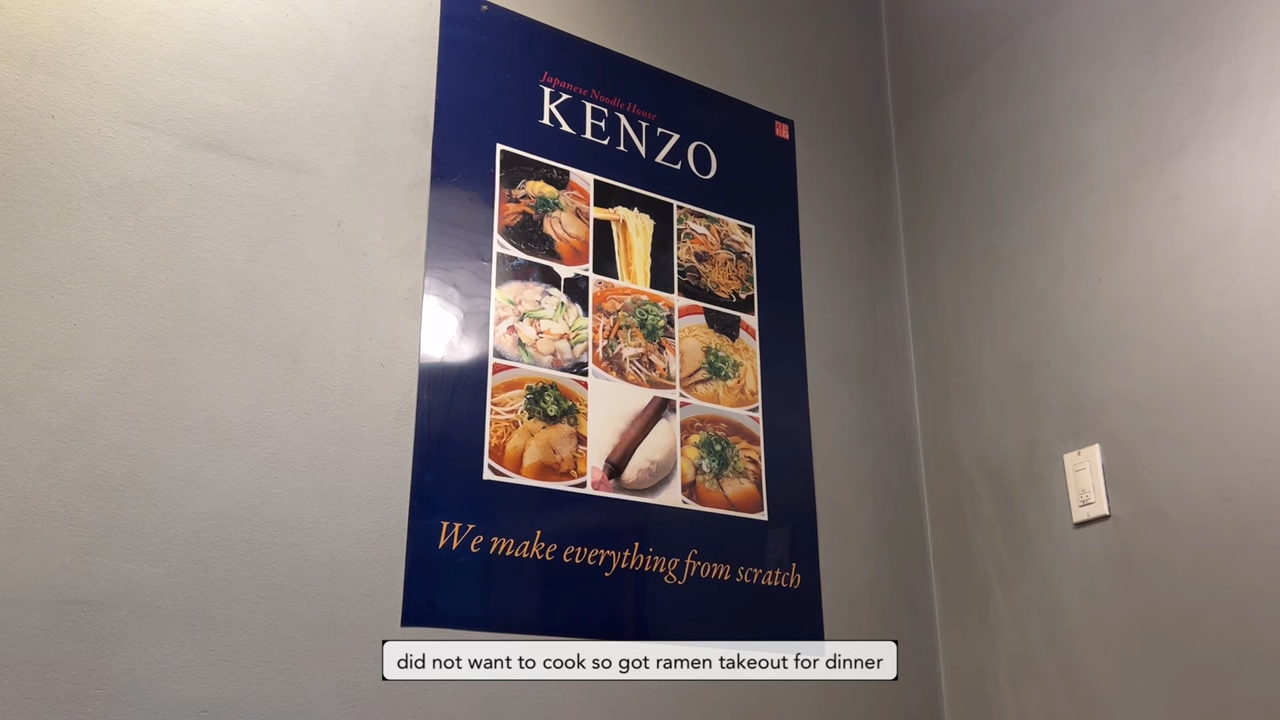 Japanese Noodle House
KENZO
We make everything from scratch
did not want to cook so got ramen takeout for dinner